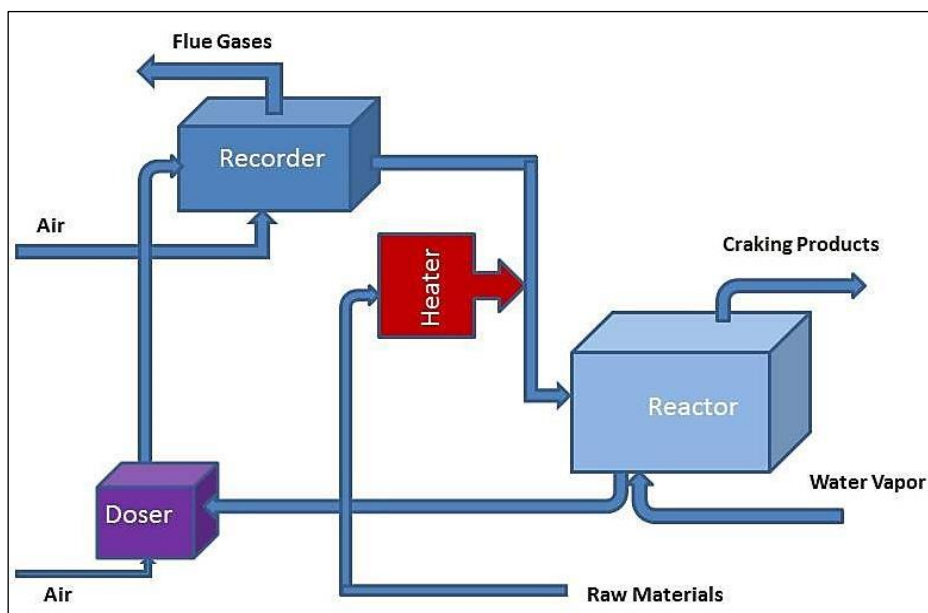 Flue Gases
Recorder
Air
Heater
Craking Products
Reactor
Water Vapor
Doser
Air
Raw Materials